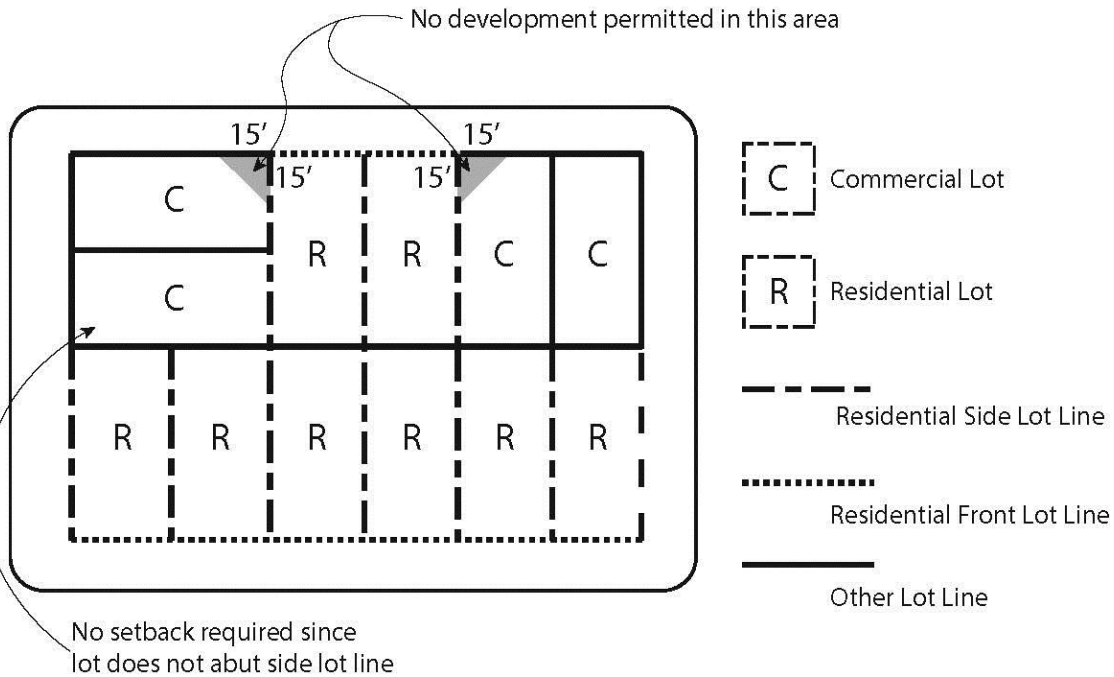 No development permitted in this area
15’ 15’
15’ 15’
C
R R C C
C
R R R R R R
C Commercial Lot
R Residential Lot
Residential Side Lot Line
Residential Front Lot Line
Other Lot Line
No setback required since
lot does not abut side lot line